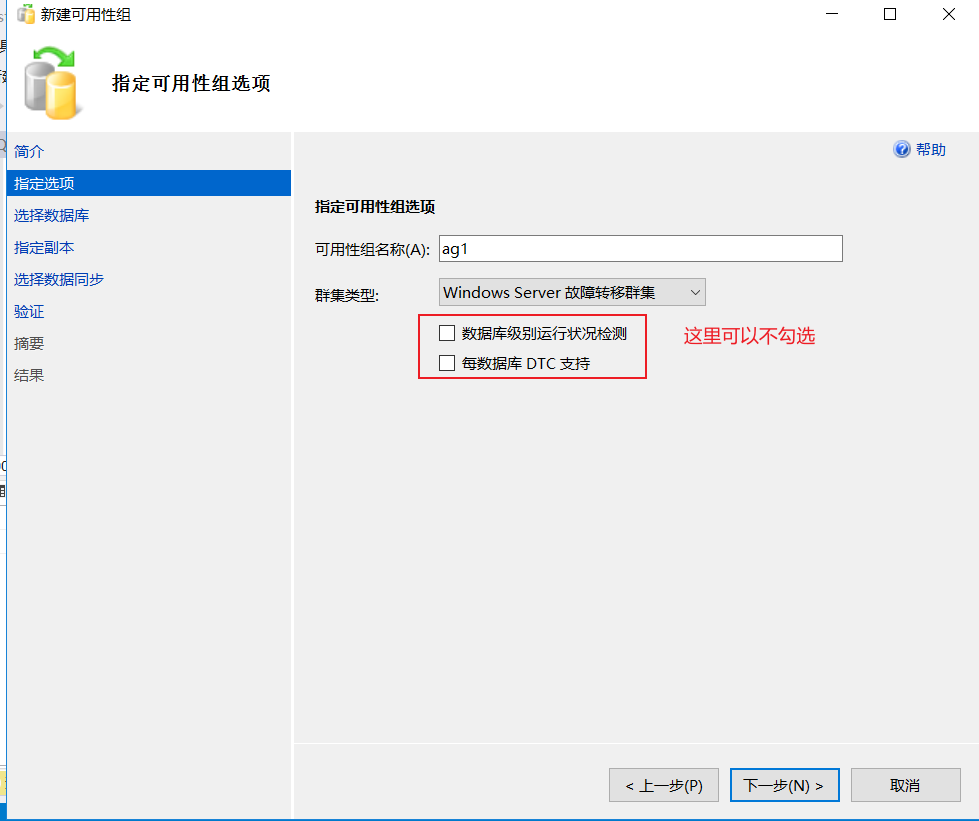 新建可用性组
指定可用性组选项
简介
帮助
指定选项
选择数据库
指定副本
选择数据同步
验证
摘要
结果
指定可用性组选项
可用性组名称(A): ag1
群集类型: Windows Server 故障转移群集
数据库级别运行状况检测
每数据库 DTC 支持
这里可以不勾选
< 上一步(P)
下一步(N) >
取消